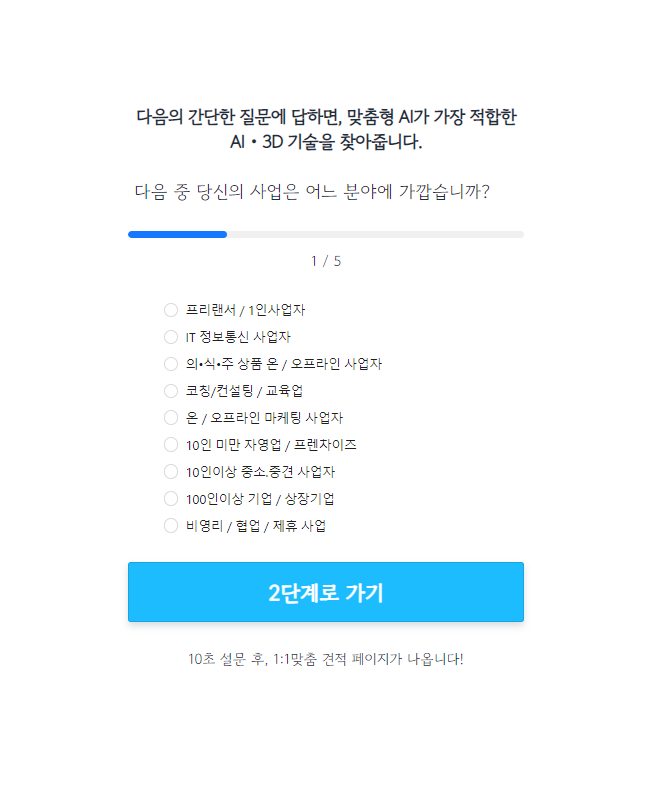 다음의 간단한 질문에 답하면, 맞춤형 AI가 가장 적합한
AI • 3D 기술을 찾아줍니다.
다음 중 당신의 사업은 어느 분야에 가깝습니까?
1 / 5
프리랜서 / 1인사업자
IT 정보통신 사업자
의•식•주 상품 온 / 오프라인 사업자
코칭/컨설팅 / 교육업
온 / 오프라인 마케팅 사업자
10인 미만 자영업 / 프렌차이즈
10인이상 중소.중견 사업자
100인이상 기업 / 상장기업
비영리 / 협업 / 제휴 사업
2단계로 가기
10초 설문 후, 1:1맞춤 견적 페이지가 나옵니다!